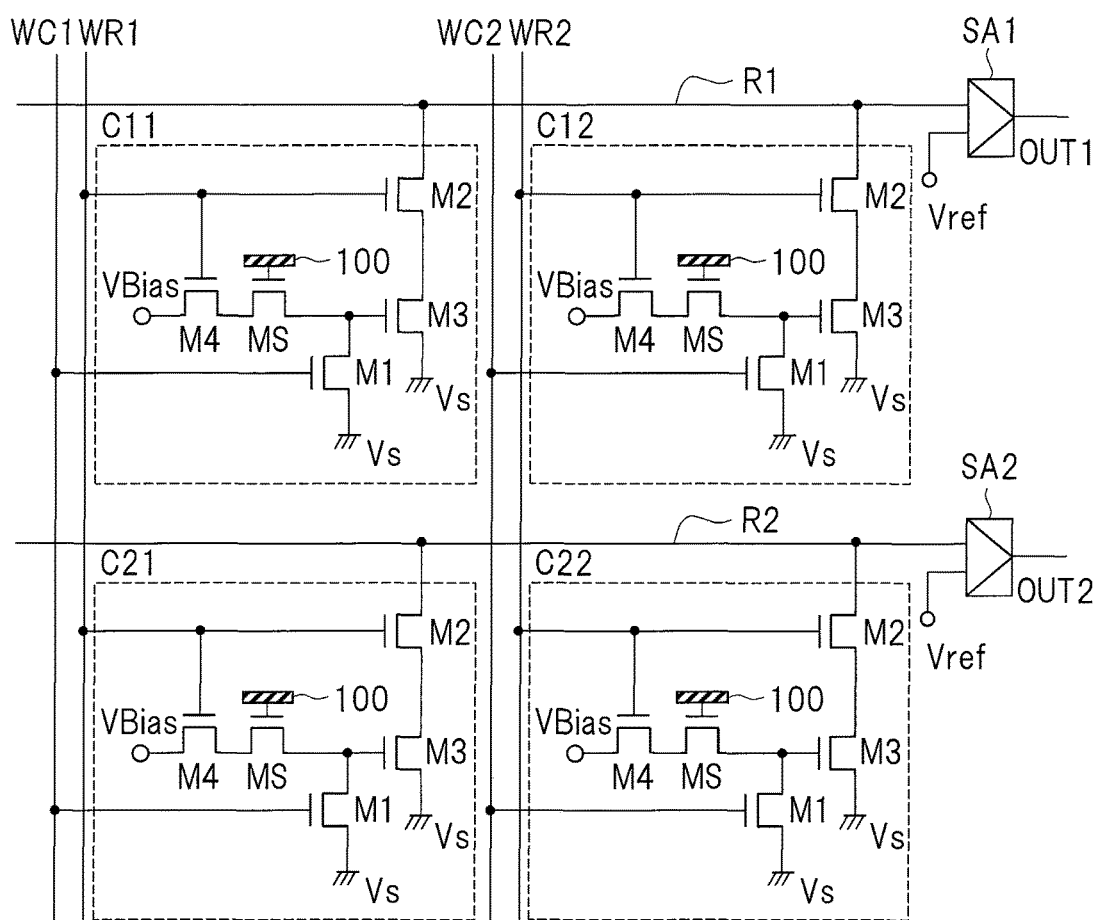 WC1 WR1 WC2 WR2 SA1
R1
C11 C12 OUT1
M2 M2
Vref
100 100
VBias VBias
M3 M3
M4 MS M4 MS
M1 M1
Vs Vs
Vs Vs
SA2
R2
C21 C22 OUT2
M2 M2
Vref
100 100
VBias VBias
M3 M3
M4 MS M4 MS
M1 M1
Vs Vs
Vs Vs